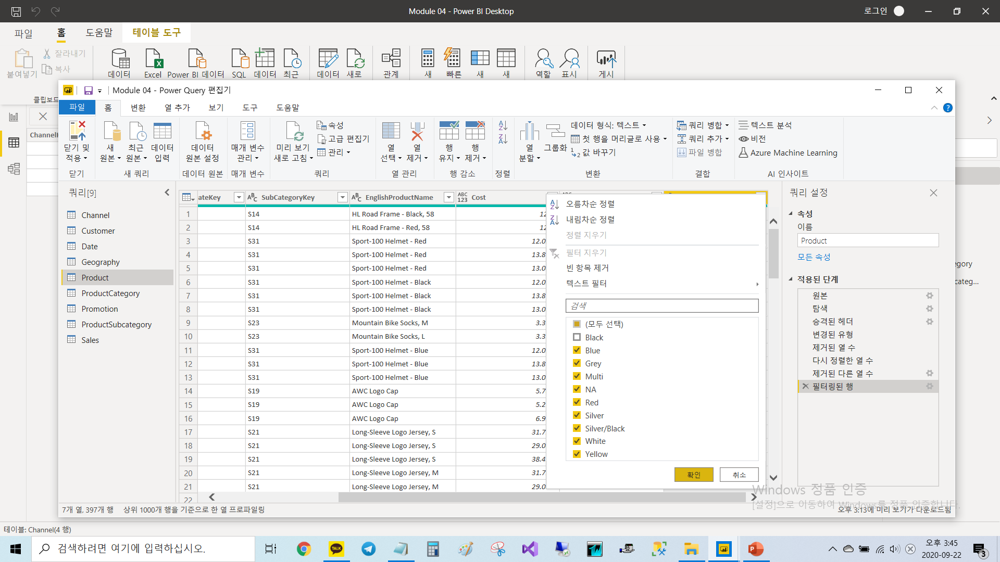 Module 04 - Power BI Desktop
로그인
파일
홈
도움말
테이블 도구
붙여넣기
잘라내기
복사
데이터
Excel
Power BI 데이터
SQL
데이터
최근
데이터
새로
관계
새
빠른
새
새
역할
표시
게시
클립보드
Module 04 - Power Query 편집기
파일
홈
변환
열 추가
보기
도구
도움말
닫기 및
적용
닫기
새
원본
최근
원본
데이터
입력
새 쿼리
데이터
원본 설정
데이터 원본
매개 변수
관리
매개 변수
미리 보기
새로 고침
속성
고급 편집기
관리
쿼리
열
선택
열
제거
열 관리
행
유지
행
제거
행 감소
정렬
열
분할
그룹화
데이터 형식: 텍스트
첫 행을 머리글로 사용
값 바꾸기
변환
쿼리 병합
쿼리 추가
파일 병합
결합
텍스트 분석
비전
Azure Machine Learning
AI 인사이트
쿼리[9]
Channel
Customer
Date
Geography
Product
ProductCategory
Promotion
ProductSubcategory
Sales
ateKey SubCategoryKey EnglishProductName Cost
1 S14 HL Road Frame - Black, 58 12
2 S14 HL Road Frame - Red, 58 12
3 S31 Sport-100 Helmet - Red 12.0
4 S31 Sport-100 Helmet - Red 13.8
5 S31 Sport-100 Helmet - Red 13.0
6 S31 Sport-100 Helmet - Black 12.0
7 S31 Sport-100 Helmet - Black 13.8
8 S31 Sport-100 Helmet - Black 13.0
9 S23 Mountain Bike Socks, M 3.3
10 S23 Mountain Bike Socks, L 3.3
11 S31 Sport-100 Helmet - Blue 12.0
12 S31 Sport-100 Helmet - Blue 13.8
13 S31 Sport-100 Helmet - Blue 13.0
14 S19 AWC Logo Cap 5.7
15 S19 AWC Logo Cap 5.2
16 S19 AWC Logo Cap 6.9
17 S21 Long-Sleeve Logo Jersey, S 31.7
18 S21 Long-Sleeve Logo Jersey, S 29.0
19 S21 Long-Sleeve Logo Jersey, S 38.4
20 S21 Long-Sleeve Logo Jersey, M 31.7
21 S21 Long-Sleeve Logo Jersey, M 29.0
22
오름차순 정렬
내림차순 정렬
정렬 지우기
필터 지우기
빈 항목 제거
텍스트 필터
검색
(모두 선택)
Black
Blue
Grey
Multi
NA
Red
Silver
Silver/Black
White
Yellow
확인
취소
쿼리 설정
속성
이름
Product
모든 속성
적용된 단계
원본
탐색
승격된 헤더
변경된 유형
제거된 열 수
다시 정렬한 열 수
제거된 다른 열 수
필터링된 행
egory
categ...
Windows 정품 인증
[설정]으로 이동하여 Windows를 정품 인증합니다.
7개 열, 397개 행
상위 1000개 행을 기준으로 한 열 프로파일링
오후 3:13에 미리 보기가 다운로드됨
테이블: Channel(4 행)
검색하려면 여기에 입력하십시오.
오후 3:45
2020-09-22
3